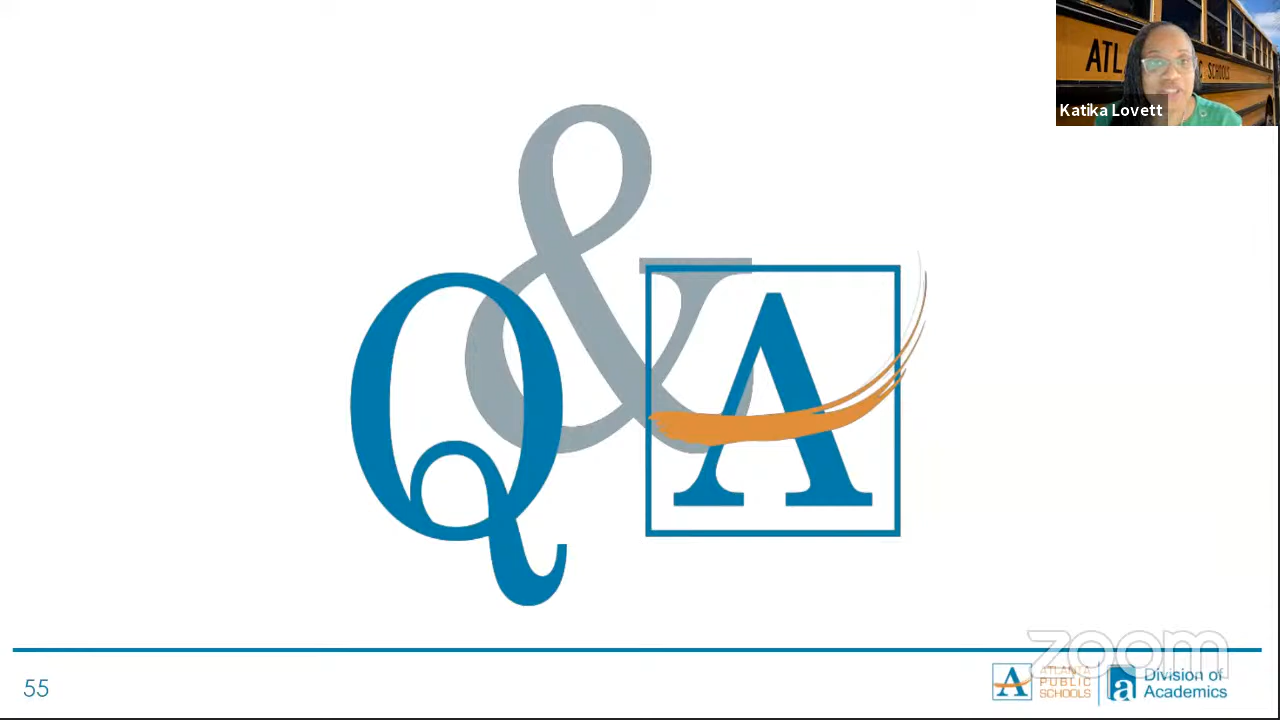 ATL
C SCHOOLS
Katika Lovett
Q&A
zoom
55
A
ATLANTA
PUBLIC
SCHOOLS
a
Division of
Academics